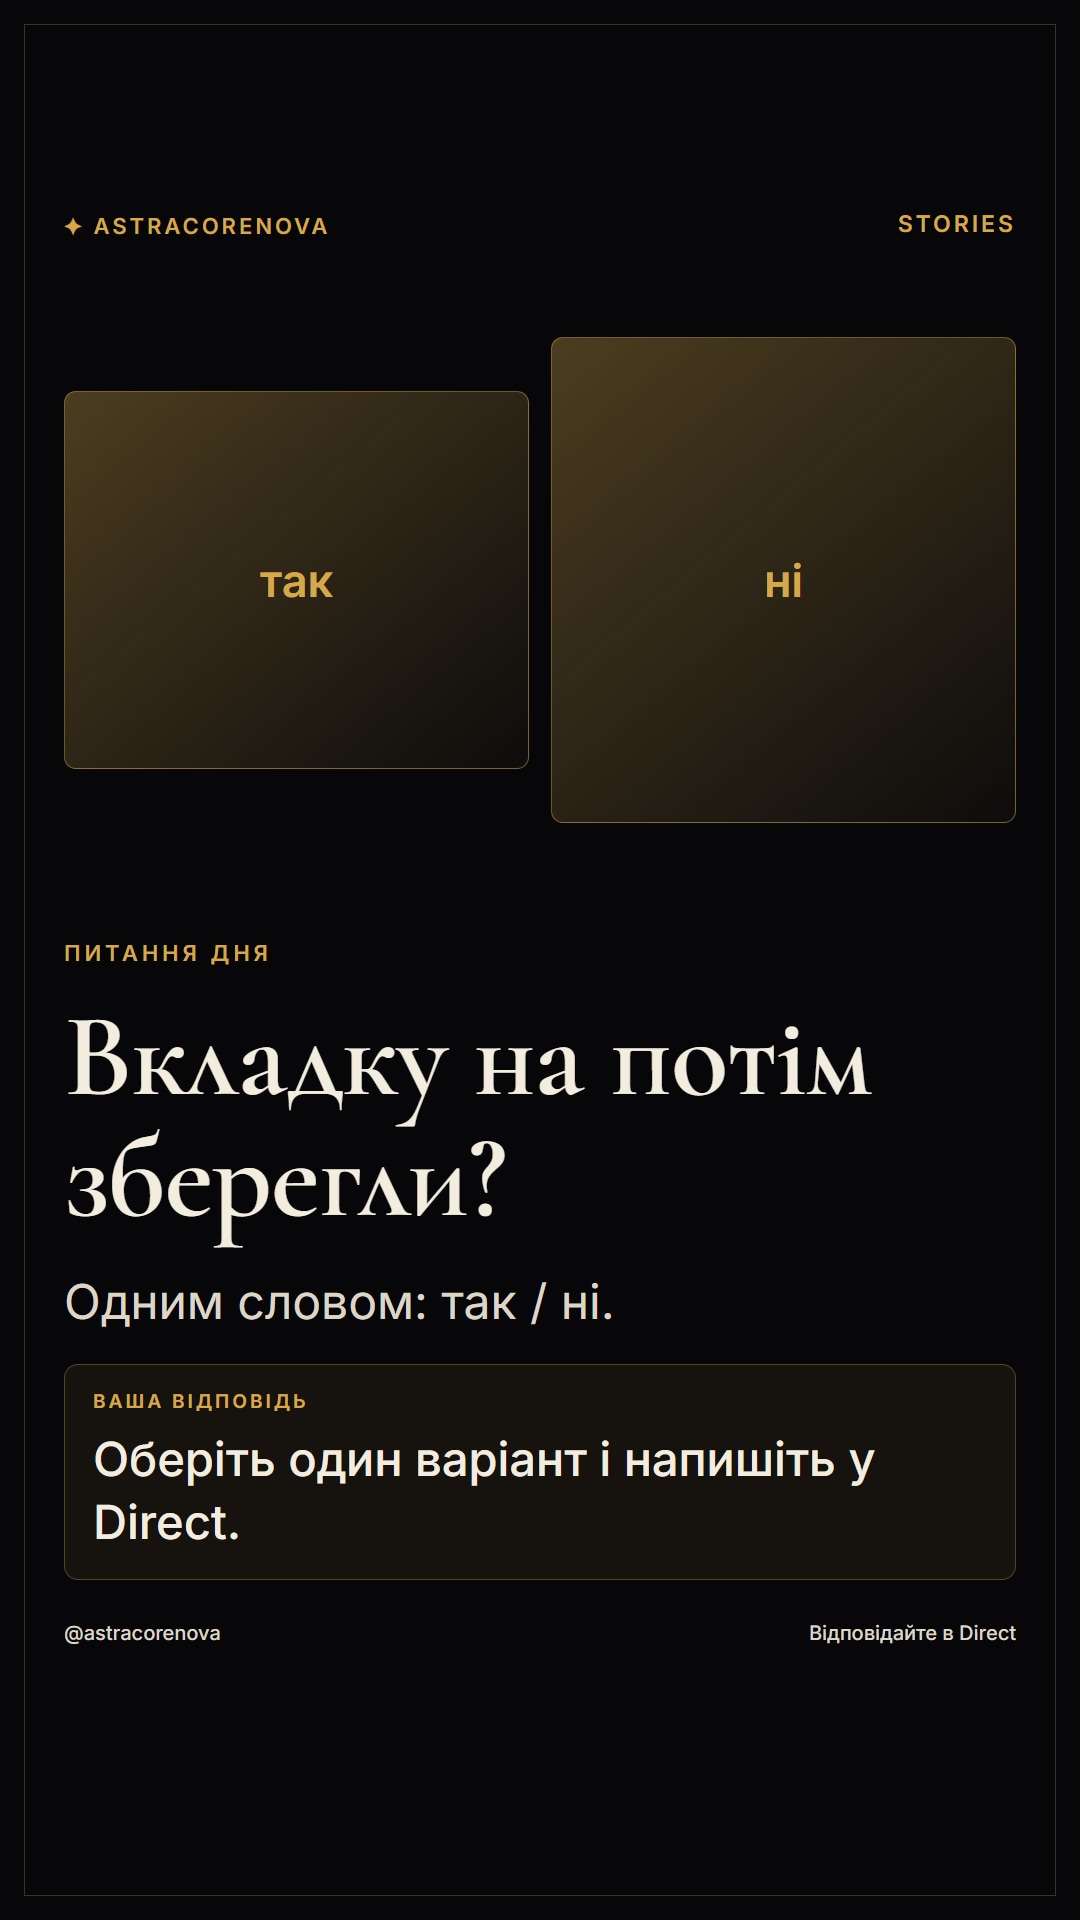 ✦ ASTRACORENOVA
STORIES
так
ні
ПИТАННЯ ДНЯ
Вкладку на потім
зберегли?
Одним словом: так / ні.
ВАША ВІДПОВІДЬ
Оберіть один варіант і напишіть у
Direct.
@astracorenova
Відповідайте в Direct